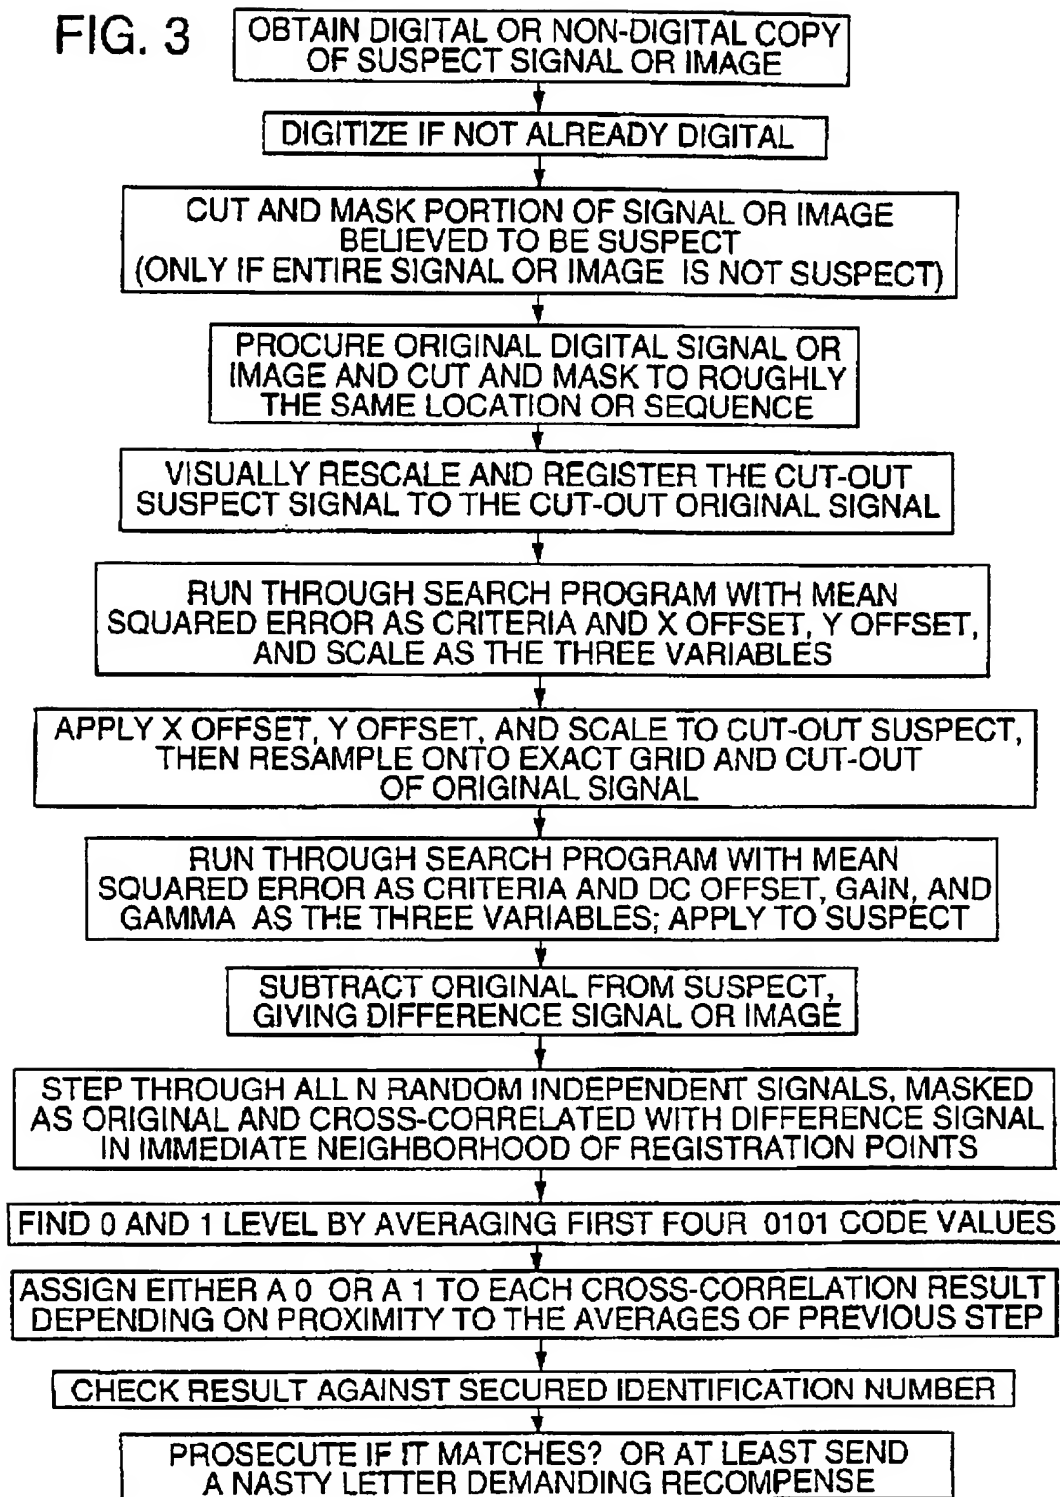 FIG. 3
OBTAIN DIGITAL OR NON-DIGITAL COPY
OF SUSPECT SIGNAL OR IMAGE
DIGITIZE IF NOT ALREADY DIGITAL
CUT AND MASK PORTION OF SIGNAL OR IMAGE
BELIEVED TO BE SUSPECT
(ONLY IF ENTIRE SIGNAL OR IMAGE IS NOT SUSPECT)
PROCURE ORIGINAL DIGITAL SIGNAL OR
IMAGE AND CUT AND MASK TO ROUGHLY
THE SAME LOCATION OR SEQUENCE
VISUALLY RESCALE AND REGISTER THE CUT-OUT
SUSPECT SIGNAL TO THE CUT-OUT ORIGINAL SIGNAL
RUN THROUGH SEARCH PROGRAM WITH MEAN
SQUARED ERROR AS CRITERIA AND X OFFSET, Y OFFSET,
AND SCALE AS THE THREE VARIABLES
APPLY X OFFSET, Y OFFSET, AND SCALE TO CUT-OUT SUSPECT,
THEN RESAMPLE ONTO EXACT GRID AND CUT-OUT
OF ORIGINAL SIGNAL
RUN THROUGH SEARCH PROGRAM WITH MEAN
SQUARED ERROR AS CRITERIA AND DC OFFSET, GAIN, AND
GAMMA AS THE THREE VARIABLES; APPLY TO SUSPECT
SUBTRACT ORIGINAL FROM SUSPECT,
GIVING DIFFERENCE SIGNAL OR IMAGE
STEP THROUGH ALL N RANDOM INDEPENDENT SIGNALS, MASKED
AS ORIGINAL AND CROSS-CORRELATED WITH DIFFERENCE SIGNAL
IN IMMEDIATE NEIGHBORHOOD OF REGISTRATION POINTS
FIND 0 AND 1 LEVEL BY AVERAGING FIRST FOUR 0101 CODE VALUES
ASSIGN EITHER A 0 OR A 1 TO EACH CROSS-CORRELATION RESULT
DEPENDING ON PROXIMITY TO THE AVERAGES OF PREVIOUS STEP
CHECK RESULT AGAINST SECURED IDENTIFICATION NUMBER
PROSECUTE IF IT MATCHES? OR AT LEAST SEND
A NASTY LETTER DEMANDING RECOMPENSE